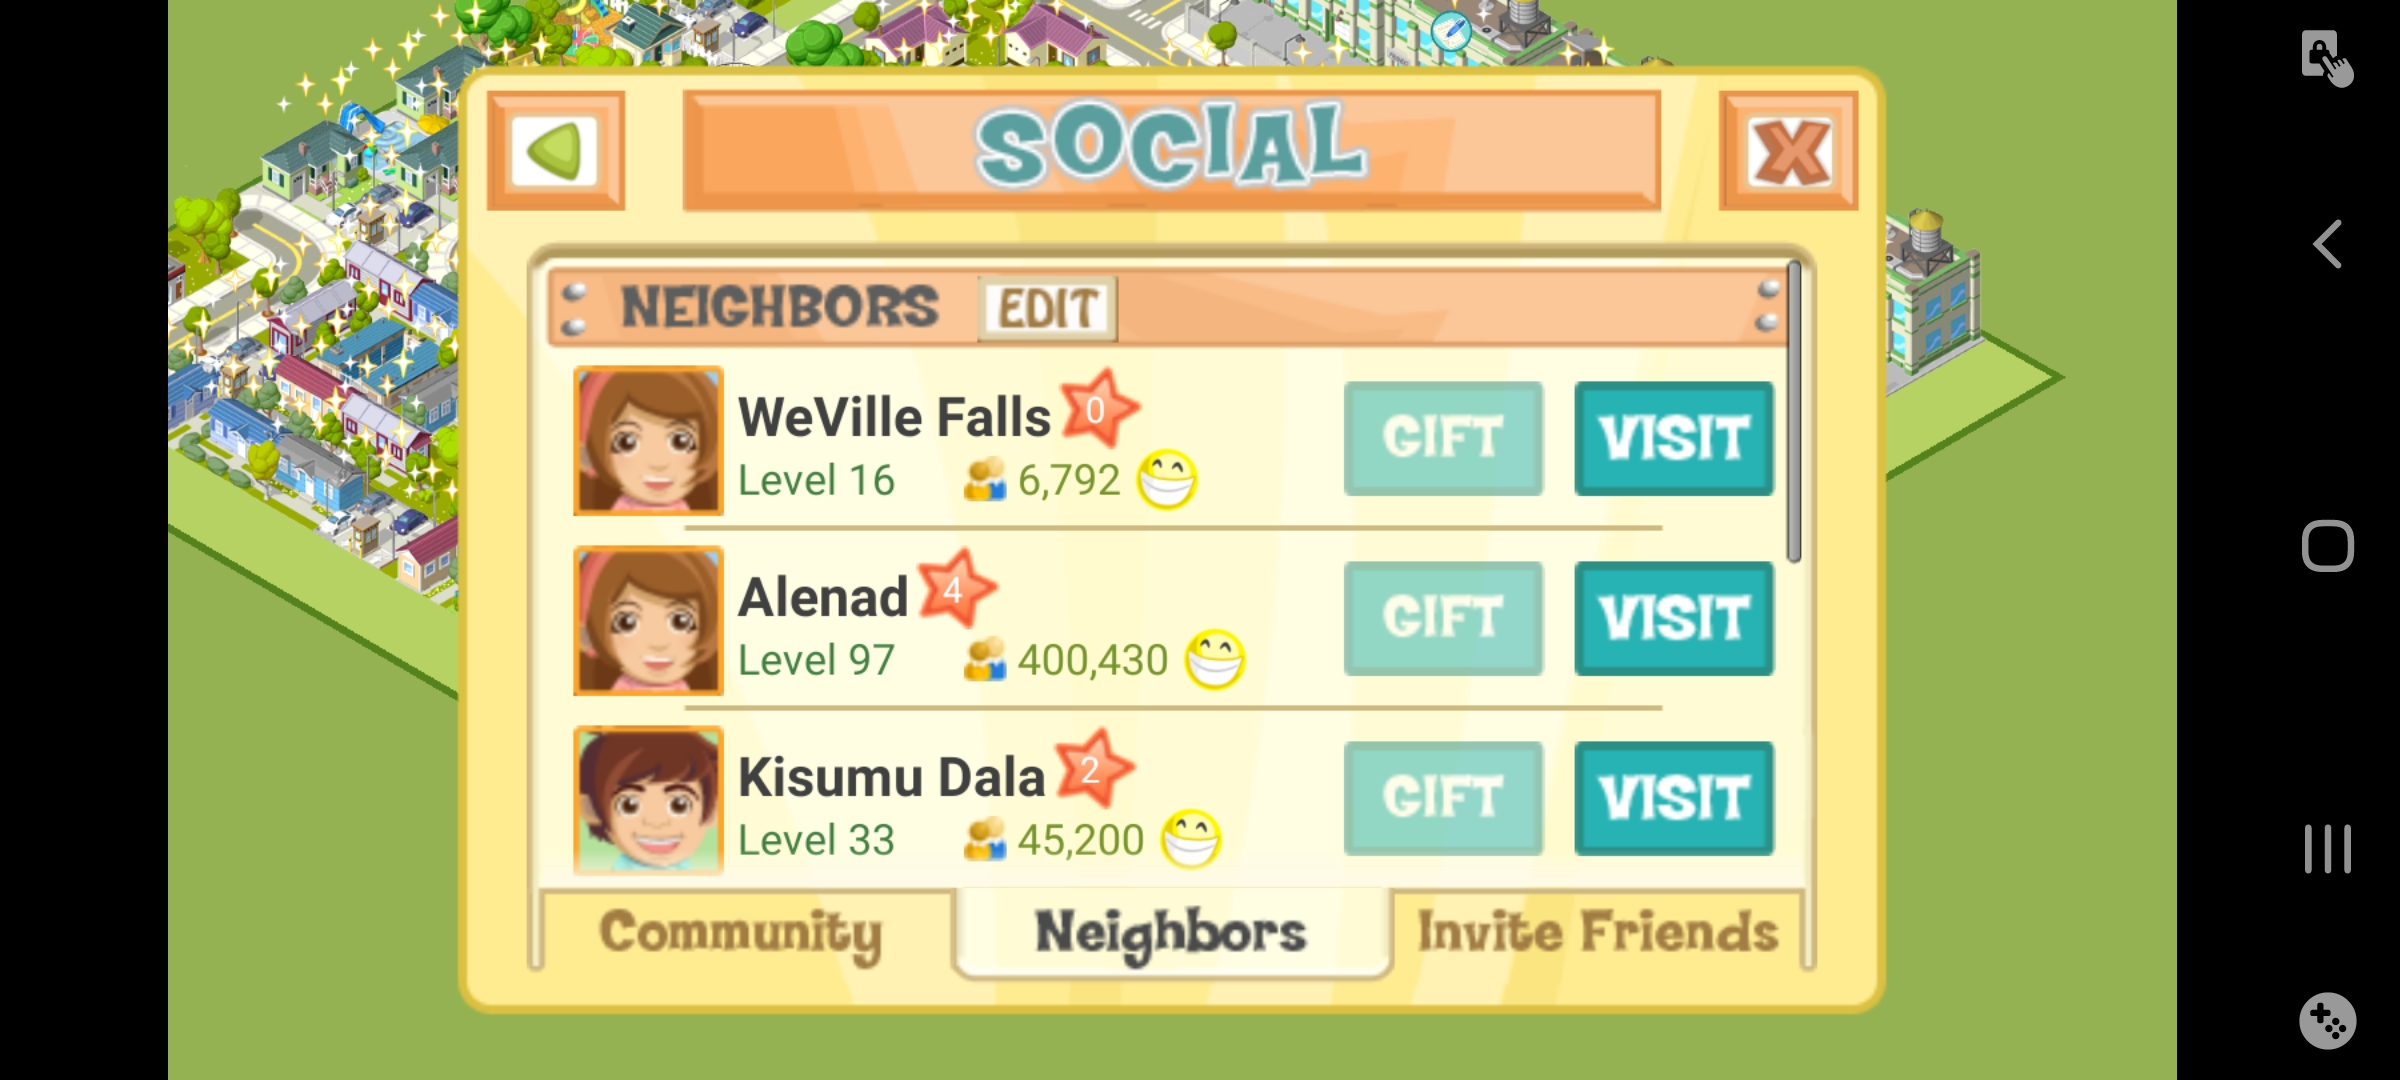 SOCIAL
NEIGHBORS EDIT
WeVille Falls 0
Level 16 6,792
GIFT VISIT
Alenad 4
Level 97 400,430
GIFT VISIT
Kisumu Dala 2
Level 33 45,200
GIFT VISIT
Community Neighbors Invite Friends